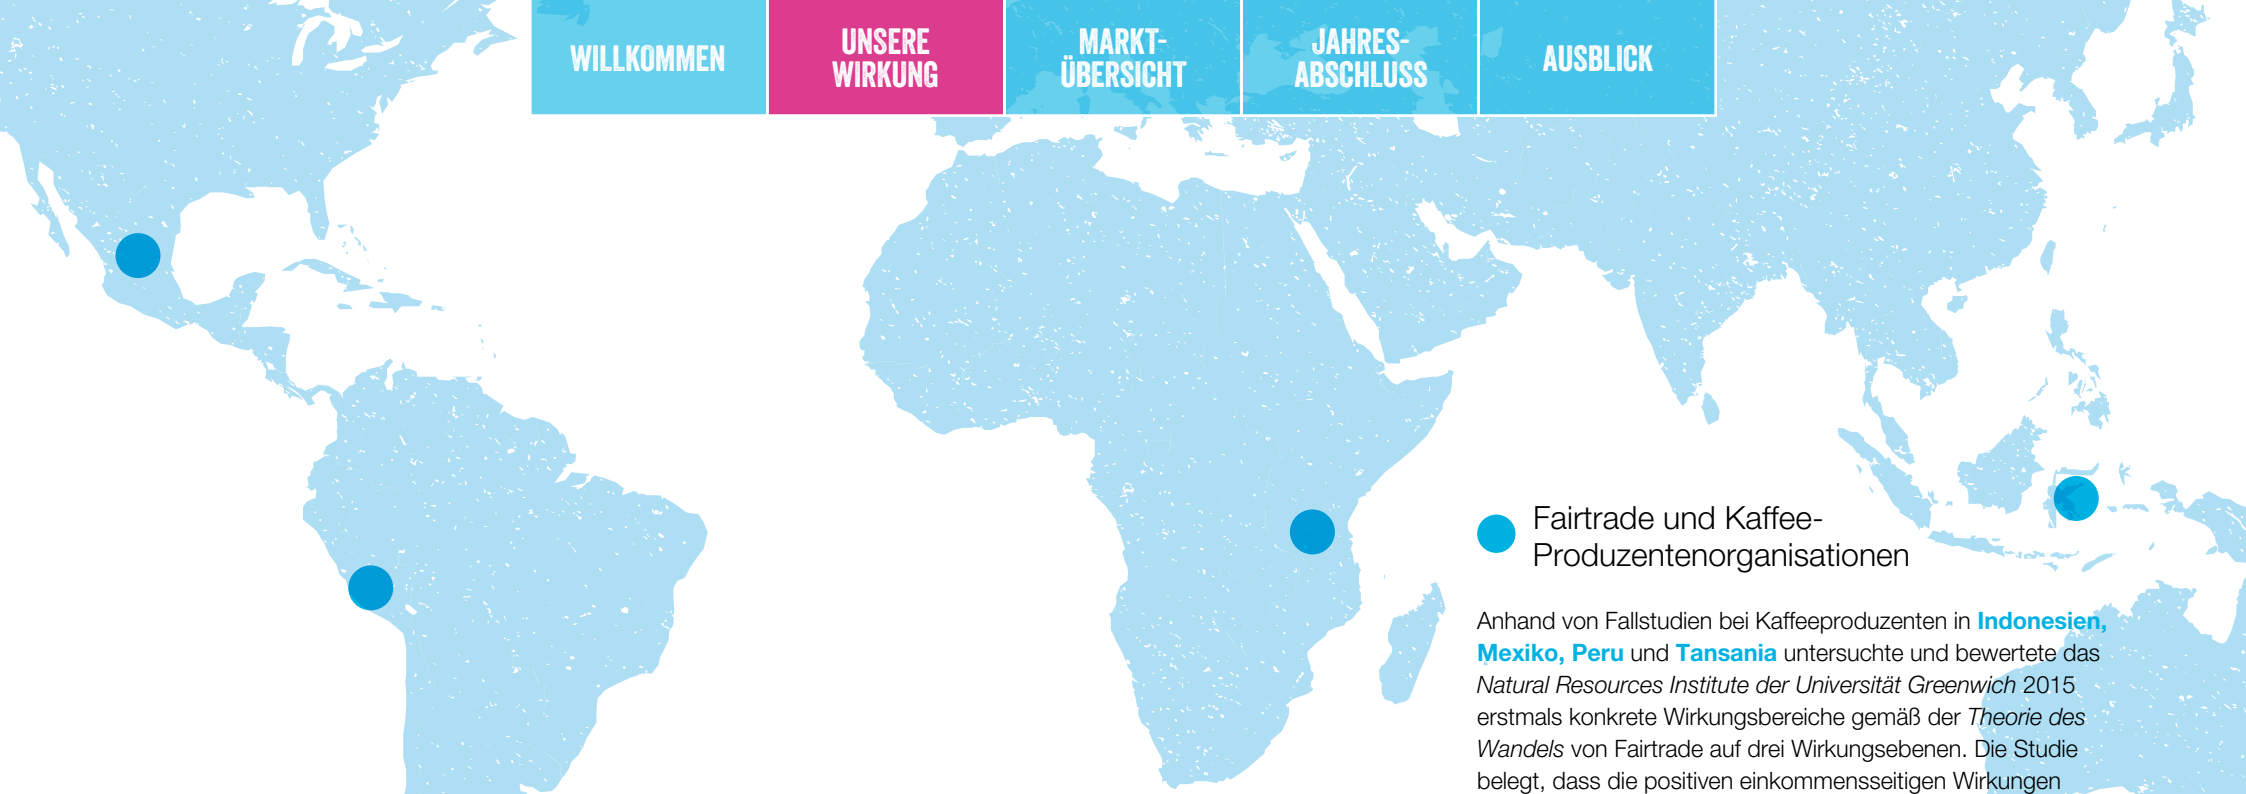 WILLKOMMEN
UNSERE
WIRKUNG
MARKT-
ÜBERSICHT
JAHRES-
ABSCHLUSS
AUSBLICK
Fairtrade und Kaffee-
Produzentenorganisationen
Anhand von Fallstudien bei Kaffeeproduzenten in Indonesien,
Mexiko, Peru und Tansania untersuchte und bewertete das
Natural Resources Institute der Universität Greenwich 2015
erstmals konkrete Wirkungsbereiche gemäß der Theorie des
Wandels von Fairtrade auf drei Wirkungsebenen. Die Studie
belegt, dass die positiven einkommensseitigen Wirkungen